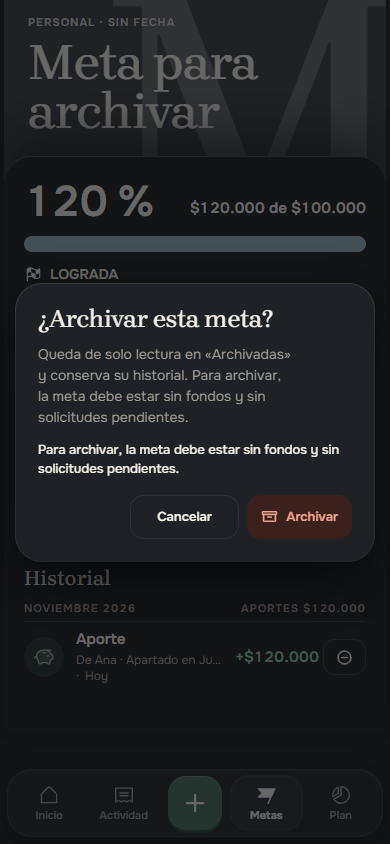 PERSONAL · SIN FECHA
Meta para
archivar
120 %
$120.000 de $100.000
LOGRADA
¿Archivar esta meta?
Queda de solo lectura en «Archivadas»
y conserva su historial. Para archivar,
la meta debe estar sin fondos y sin
solicitudes pendientes.
Para archivar, la meta debe estar sin fondos y sin
solicitudes pendientes.
Cancelar
Archivar
Historial
NOVIEMBRE 2026
APORTES $120.000
Aporte
De Ana · Apartado en Ju...
· Hoy
+$120.000
Inicio
Actividad
Metas
Plan